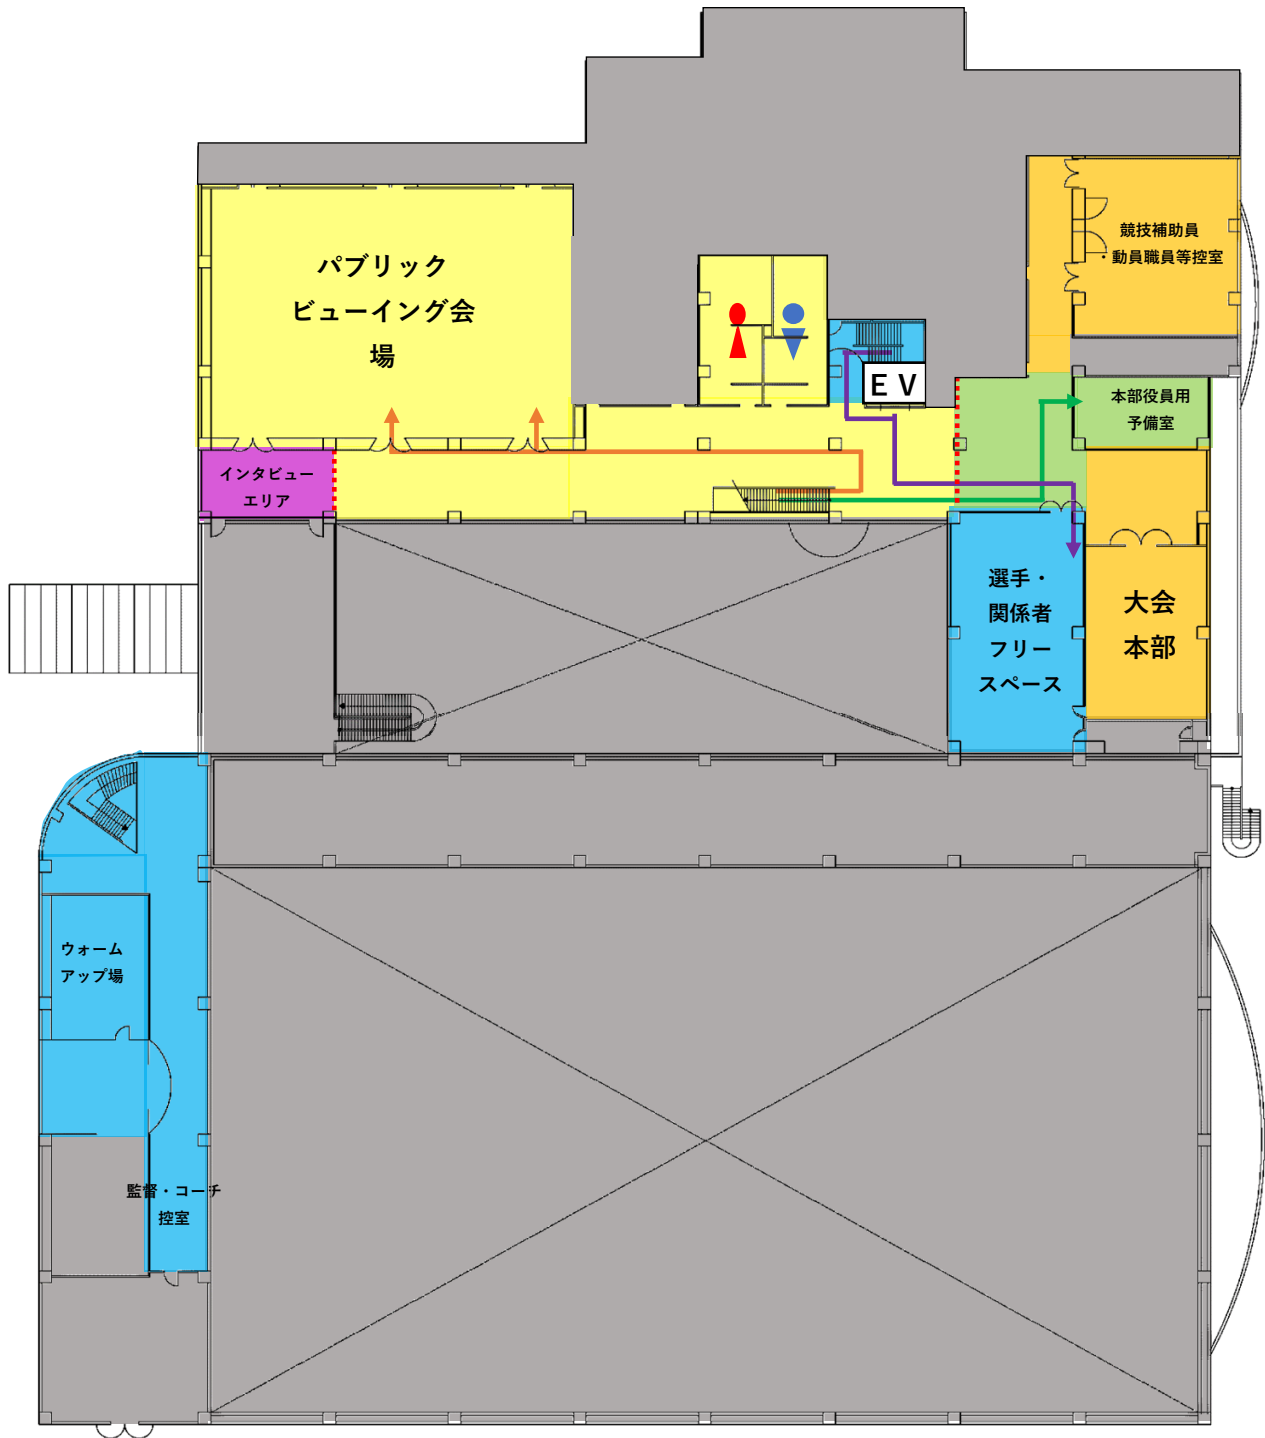 競技補助員
・動員職員等控室
パブリック
ビューイング会
場
ＥＶ
本部役員用
予備室
インタビュー
エリア
選手・
関係者
フリー
スペース
大会
本部
ウォーム
アップ場
監督・コーチ
控室